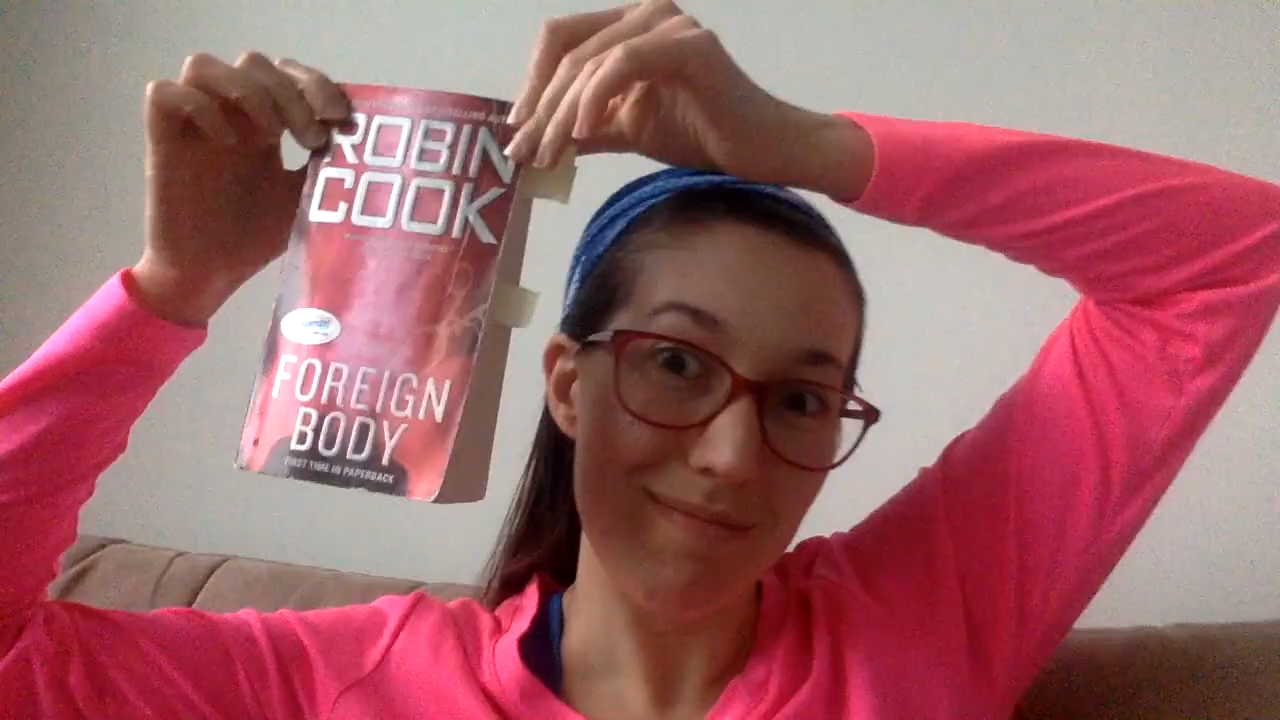 ROBIN
COOK
FOREIGN
BODY
FIRST TIME IN PAPERBACK